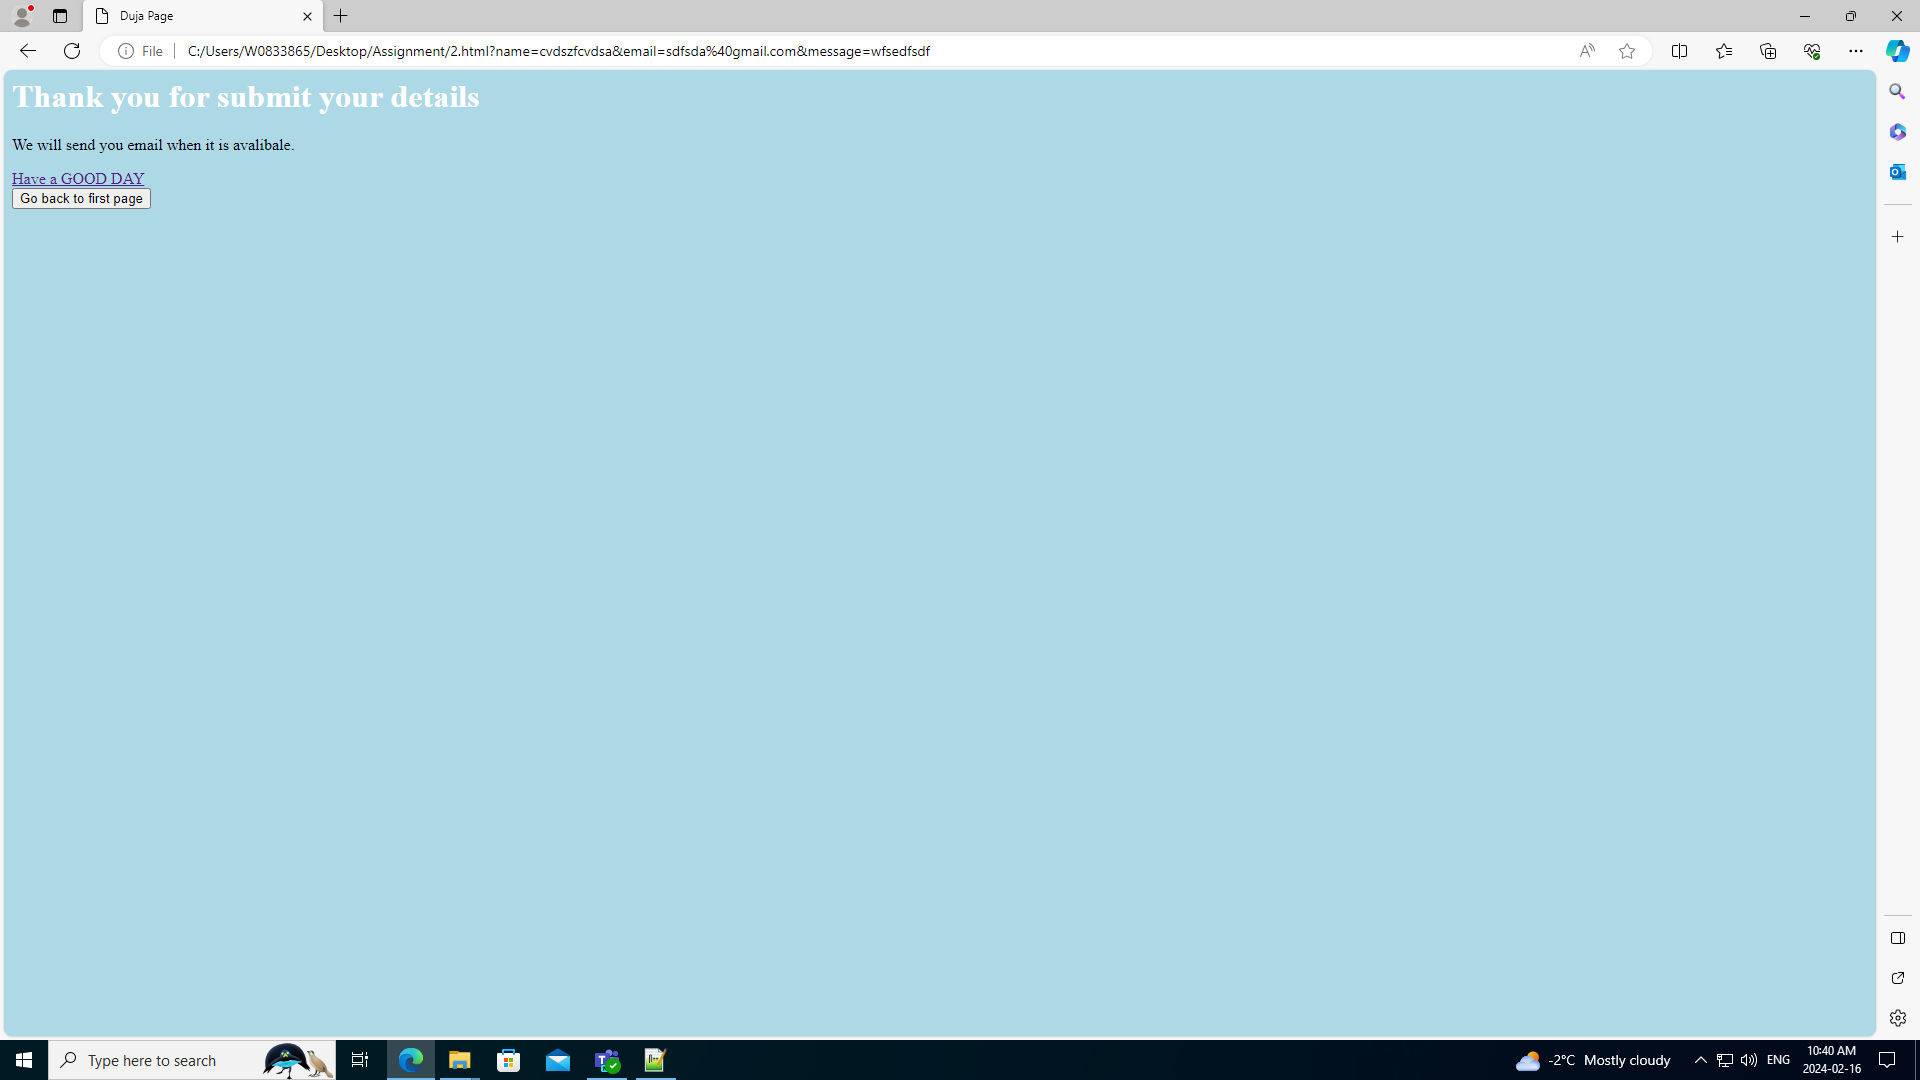 Duja Page
File
C:/Users/W0833865/Desktop/Assignment/2.html?name=cvdszfcvdsa&email=sdfsda%40gmail.com&message=wfsedfsdf
Thank you for submit your details
We will send you email when it is avalibale.
Have a GOOD DAY
Go back to first page
Type here to search
-2°C Mostly cloudy
ENG
10:40 AM
2024-02-16